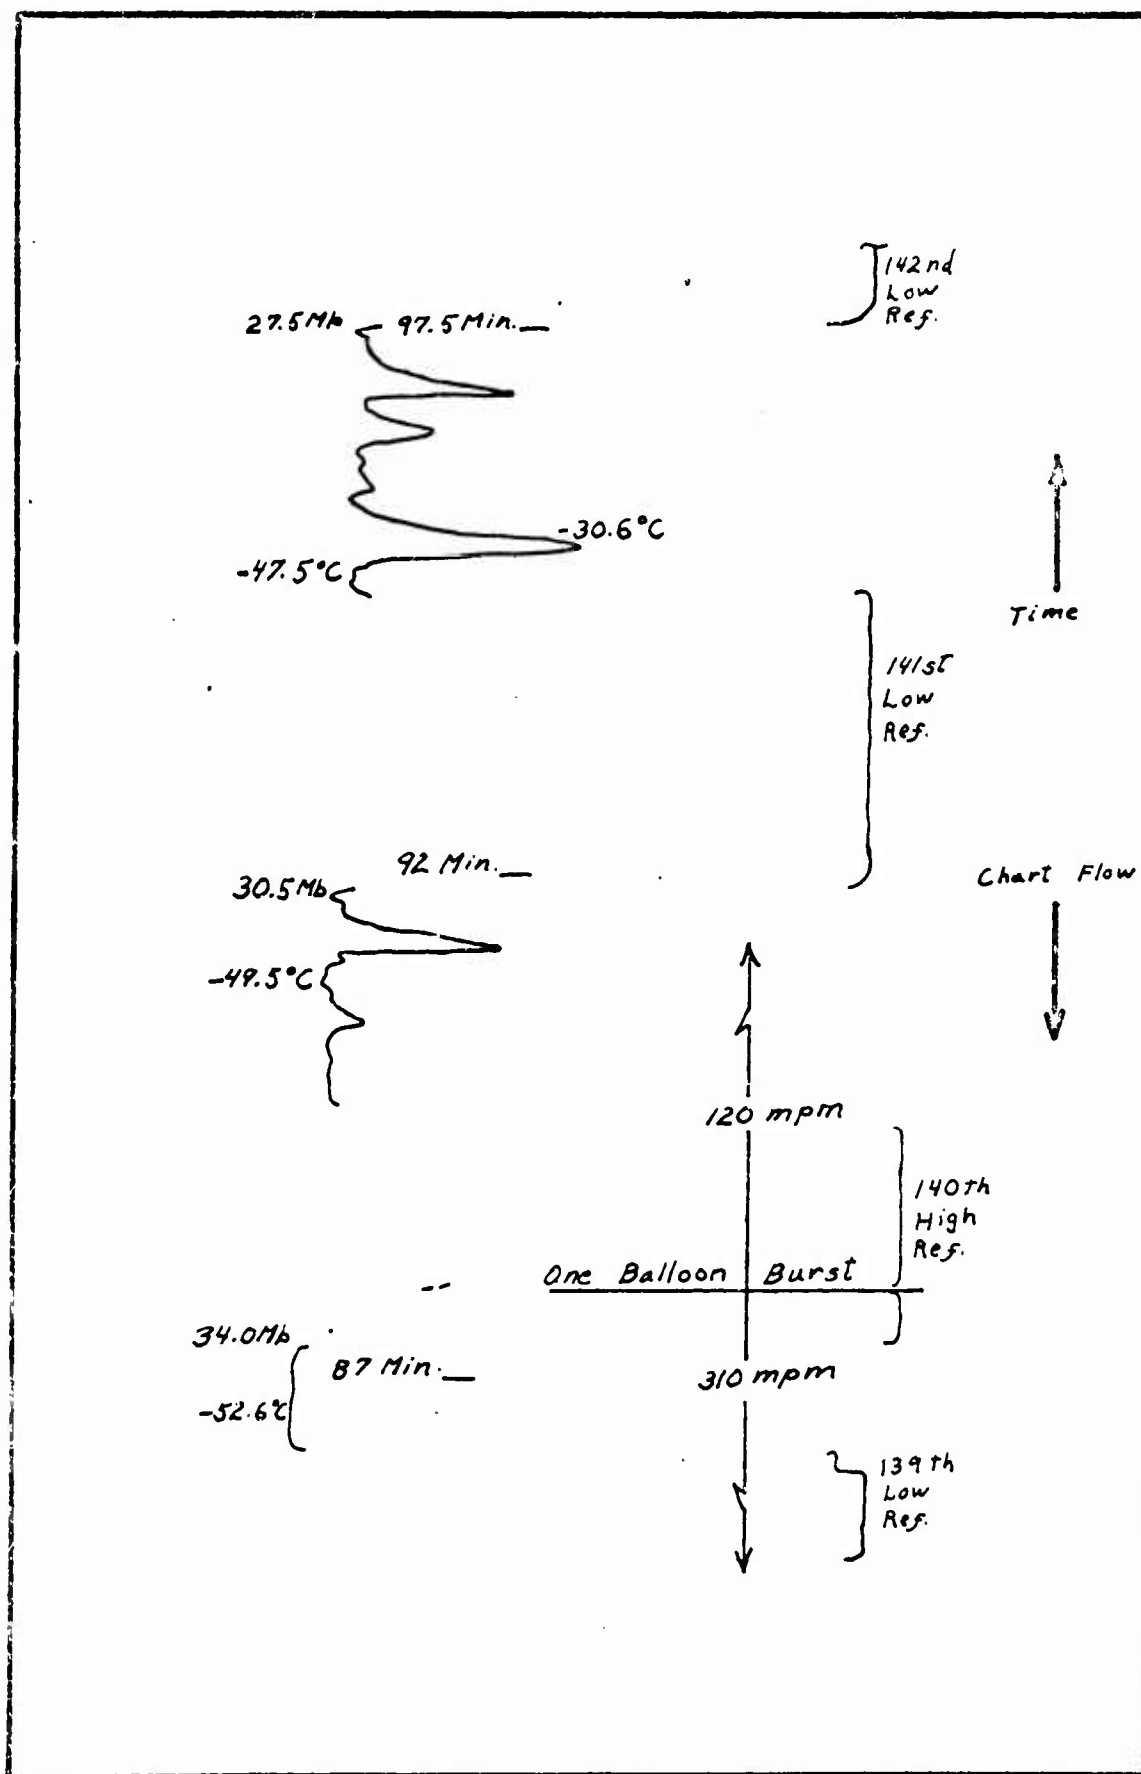 142nd
Low
Ref.
27.5Mb
97.5 Min.
-30.6°C
-47.5°C
Time
141st
Low
Ref.
92 Min.
30.5Mb
Chart Flow
-49.5°C
120 mpm
140th
High
Ref.
One Balloon Burst
34.0Mb
87 Min.
310 mpm
-52.6°C
139th
Low
Ref.